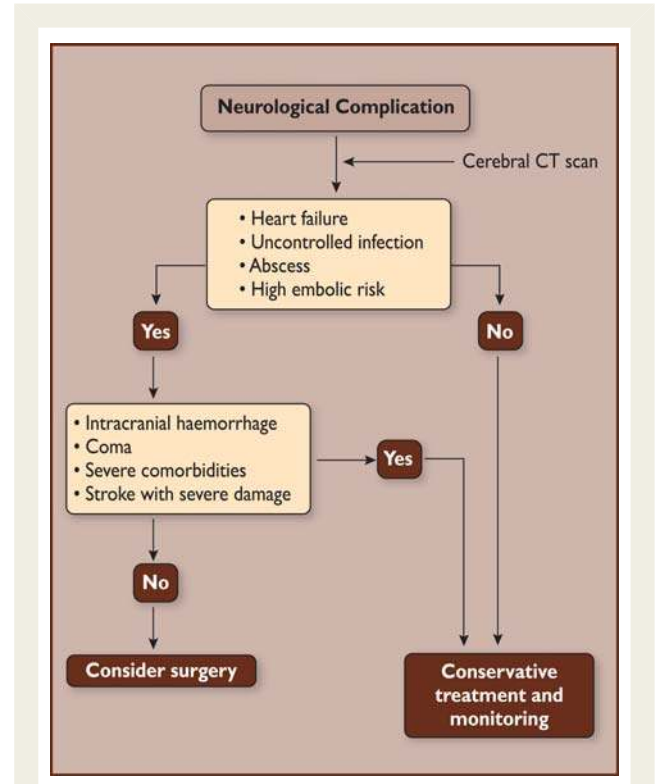 Neurological Complication
Cerebral CT scan
• Heart failure
• Uncontrolled infection
• Abscess
• High embolic risk
Yes
No
• Intracranial haemorrhage
• Coma
• Severe comorbidities
• Stroke with severe damage
Yes
No
Consider surgery
Conservative
treatment and
monitoring